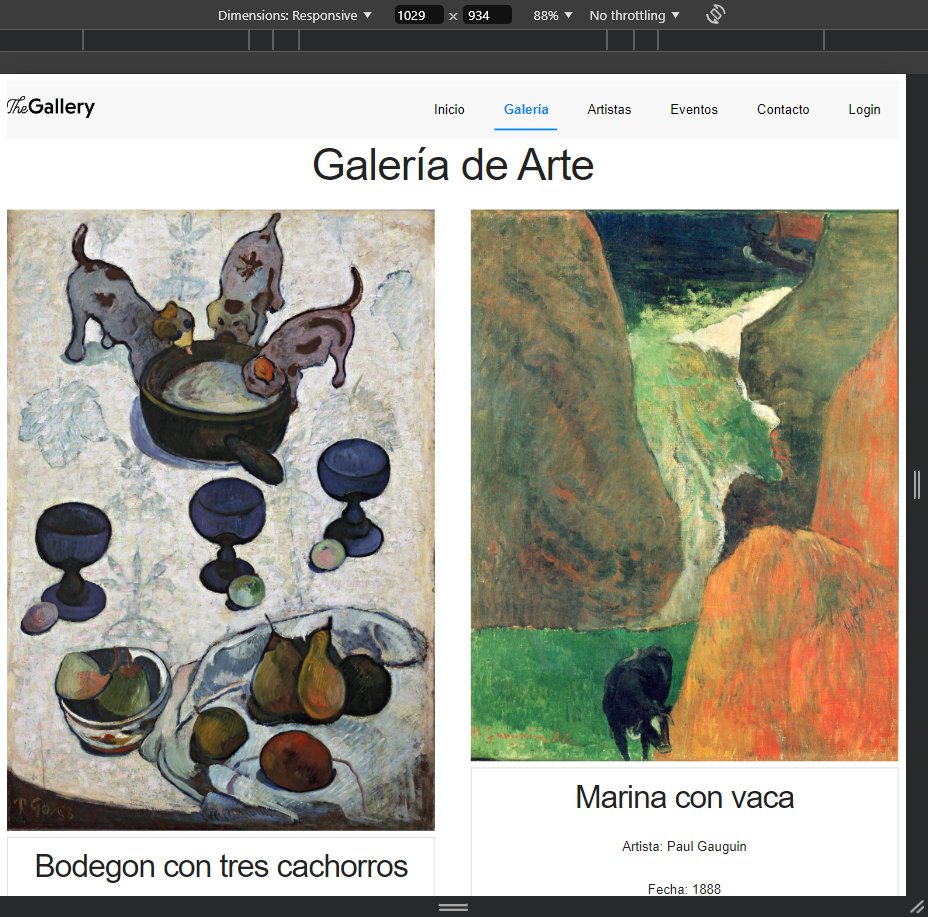 Dimensions: Responsive 1029 x 934 88% No throttling
TheGallery
Inicio Galería Artistas Eventos Contacto Login
Galería de Arte
Bodegon con tres cachorros
Marina con vaca
Artista: Paul Gauguin
Fecha: 1888